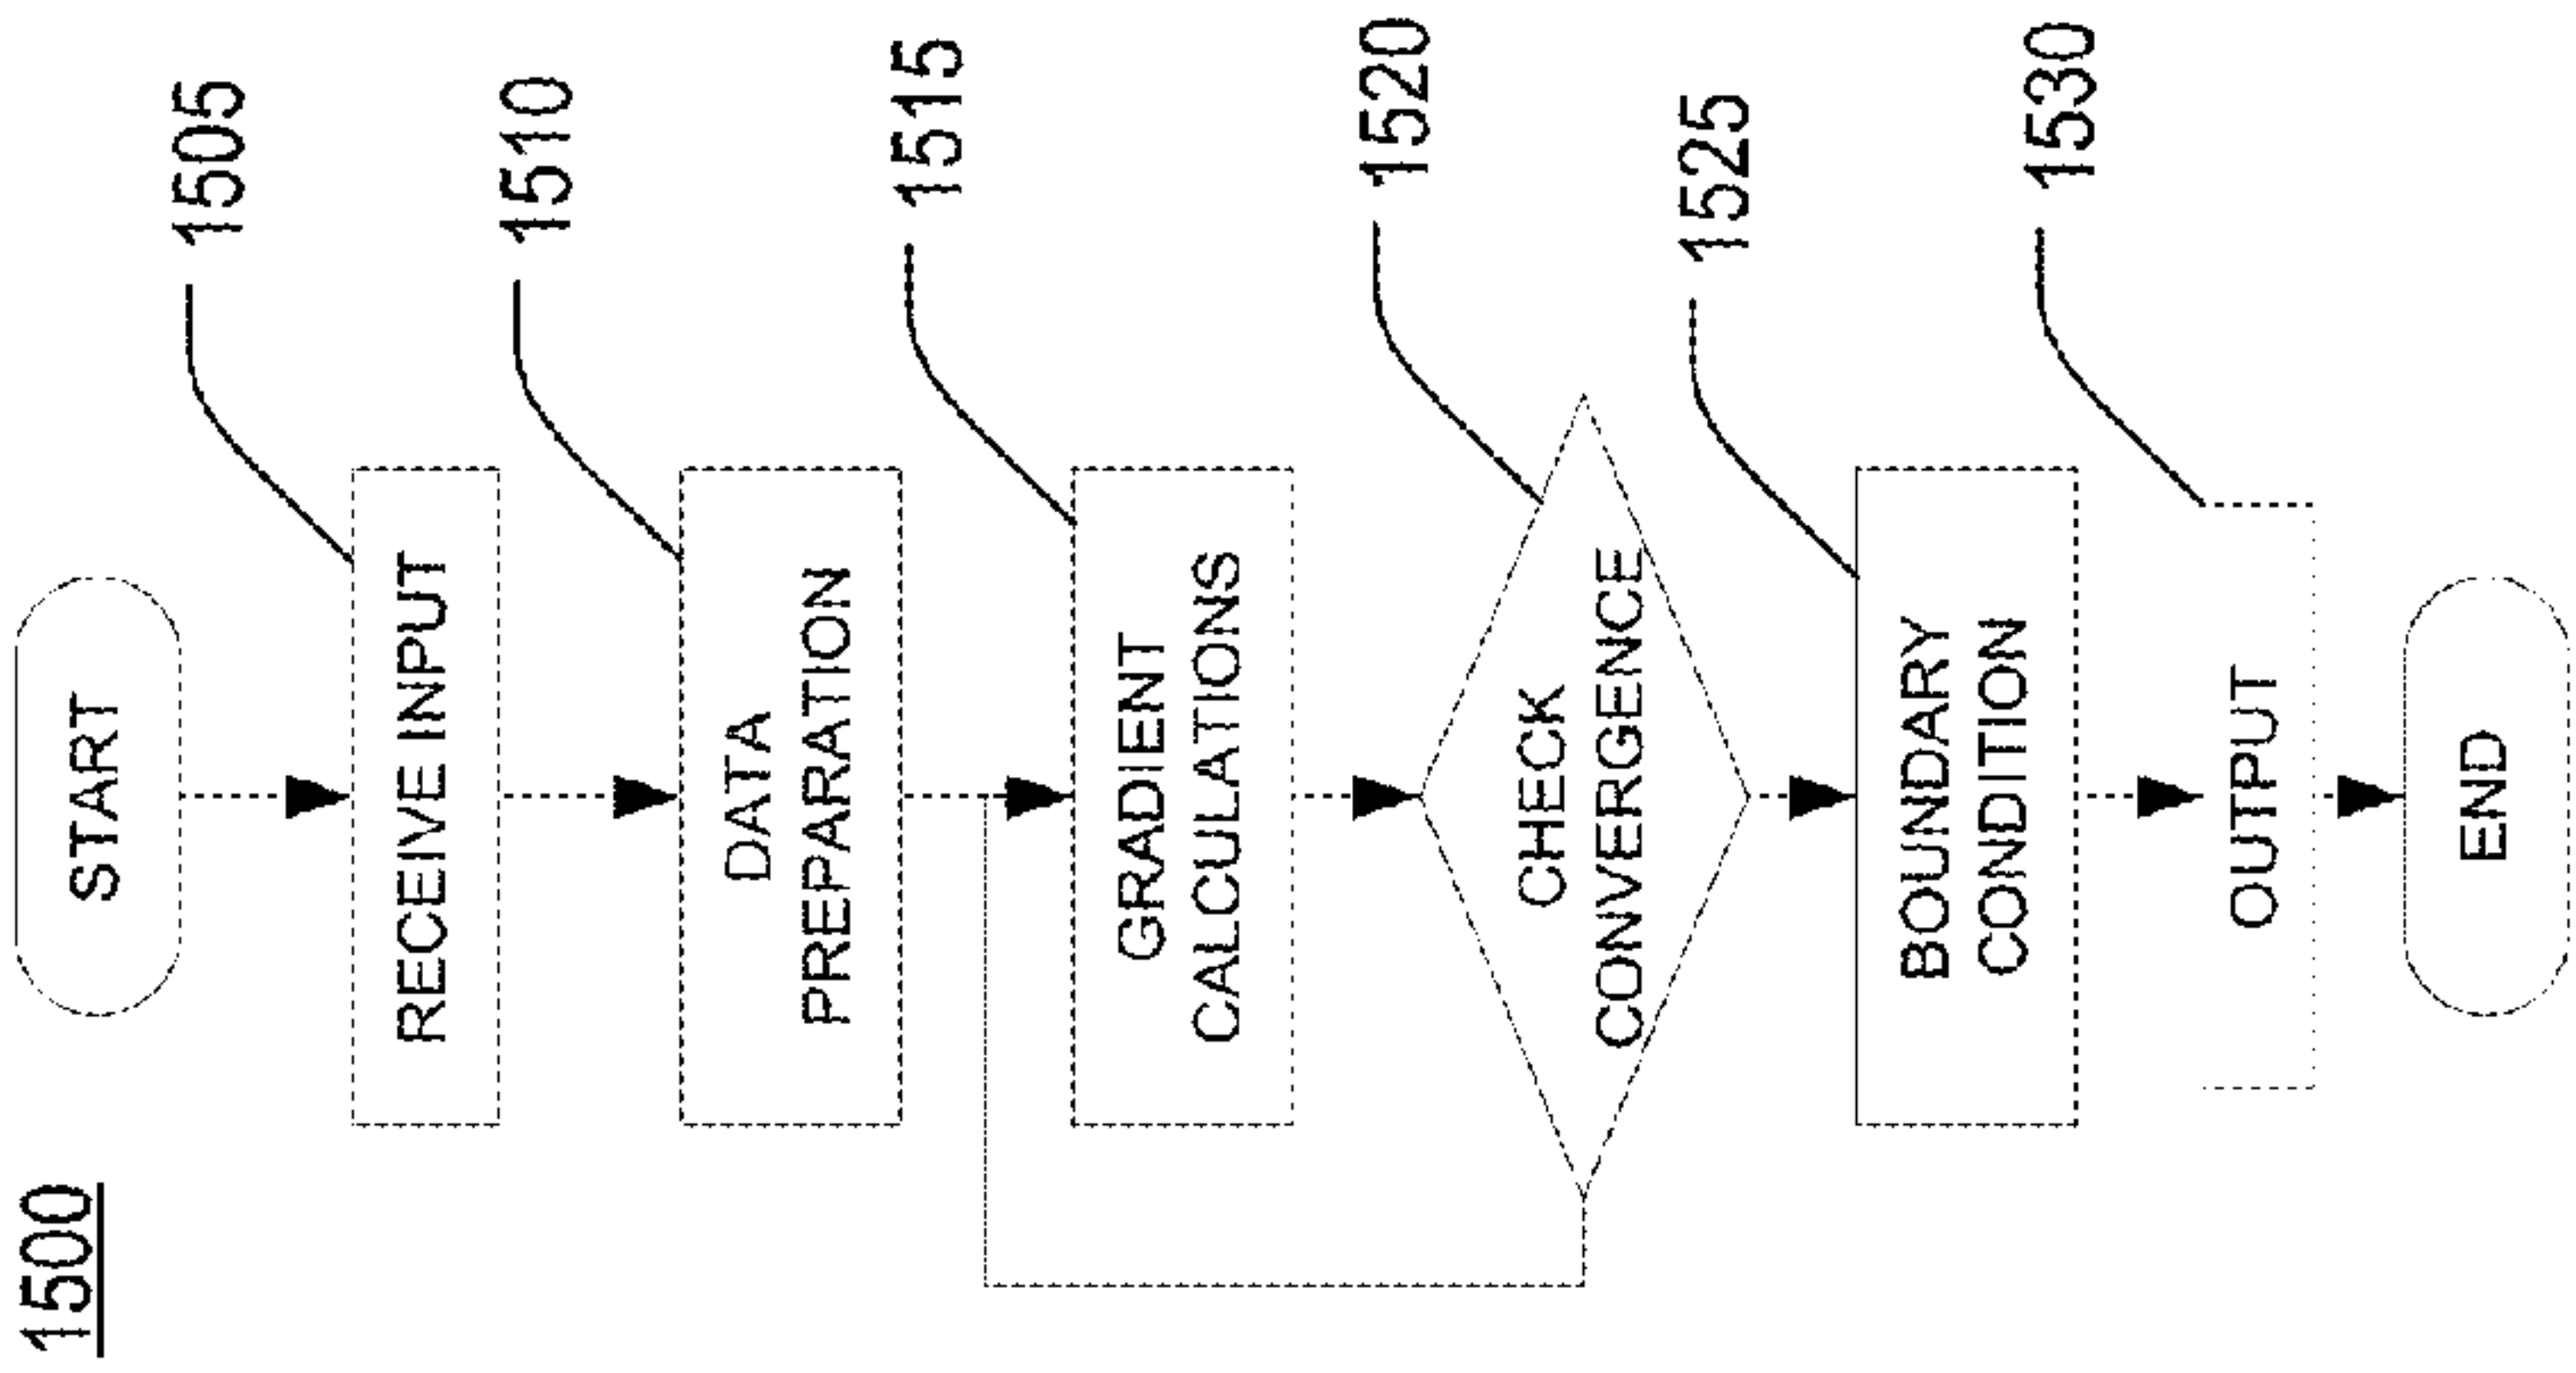 1500
START
RECEIVE INPUT
1505
DATA
PREPARATION
1510
GRADIENT
CALCULATIONS
1515
CHECK
CONVERGENCE
1520
BOUNDARY
CONDITION
1525
OUTPUT
1530
END